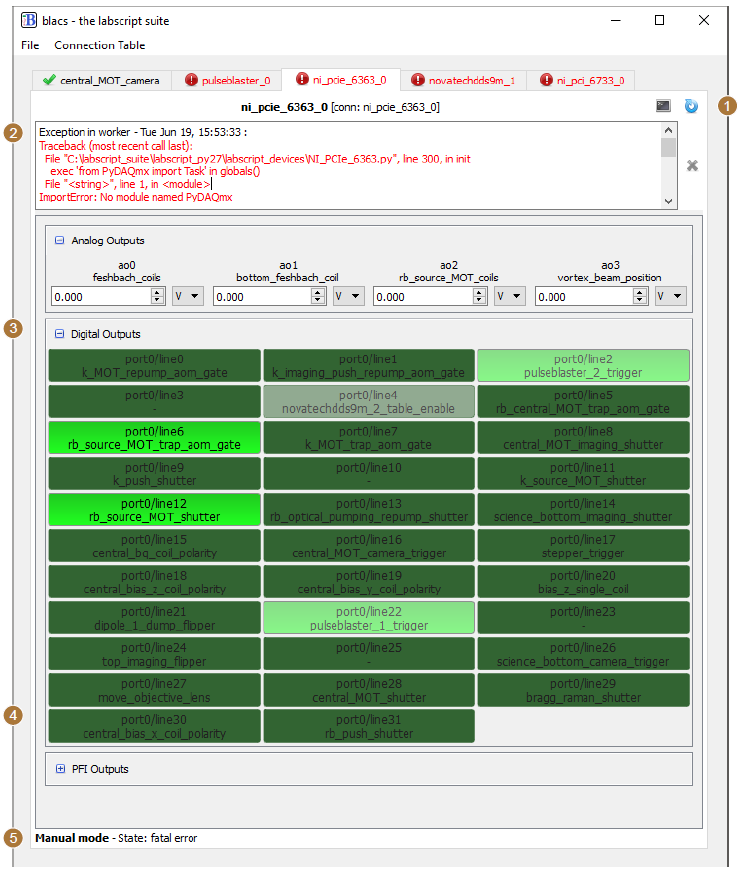 blacs - the labscript suite
File Connection Table
central_MOT_camera pulseblaster_0 ni_pcie_6363_0 novatechdds9m_1 ni_pci_6733_0
ni_pcie_6363_0 [conn: ni_pcie_6363_0]
1
2
Exception in worker - Tue Jun 19, 15:53:33 :
Traceback (most recent call last):
File "C:\labscript_suite\labscript_py27\labscript_devices\NI_PCIe_6363.py", line 300, in init
exec 'from PyDAQmx import Task' in globals()
File "<string>", line 1, in <module>
ImportError: No module named PyDAQmx
Analog Outputs
ao0 ao1 ao2 ao3
feshbach_coils bottom_feshbach_coil rb_source_MOT_coils vortex_beam_position
0.000 V 0.000 V 0.000 V 0.000 V
3
Digital Outputs
port0/line0 port0/line1 port0/line2
k_MOT_repump_aom_gate k_imaging_push_repump_aom_gate pulseblaster_2_trigger
port0/line3 port0/line4 port0/line5
- novatechdds9m_2_table_enable rb_central_MOT_trap_aom_gate
port0/line6 port0/line7 port0/line8
rb_source_MOT_trap_aom_gate k_MOT_trap_aom_gate central_MOT_imaging_shutter
port0/line9 port0/line10 port0/line11
k_push_shutter - k_source_MOT_shutter
port0/line12 port0/line13 port0/line14
rb_source_MOT_shutter rb_optical_pumping_repump_shutter science_bottom_imaging_shutter
port0/line15 port0/line16 port0/line17
central_bq_coil_polarity central_MOT_camera_trigger stepper_trigger
port0/line18 port0/line19 port0/line20
central_bias_z_coil_polarity central_bias_y_coil_polarity bias_z_single_coil
port0/line21 port0/line22 port0/line23
dipole_1_dump_flipper pulseblaster_1_trigger -
port0/line24 port0/line25 port0/line26
top_imaging_flipper - science_bottom_camera_trigger
port0/line27 port0/line28 port0/line29
move_objective_lens central_MOT_shutter bragg_raman_shutter
4
port0/line30 port0/line31
central_bias_x_coil_polarity rb_push_shutter
PFI Outputs
5
Manual mode - State: fatal error